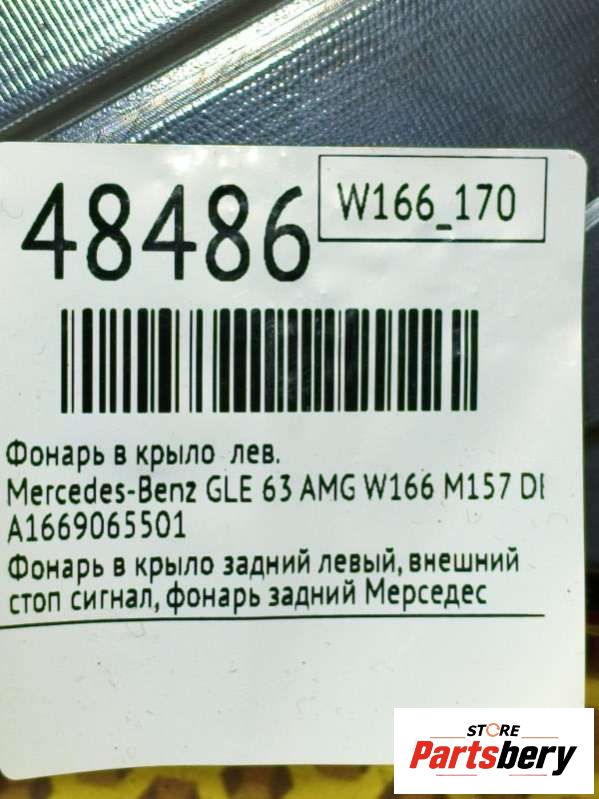 48486
W166_170
Фонарь в крыло лев.
Mercedes-Benz GLE 63 AMG W166 M157 DE
A1669065501
Фонарь в крыло задний левый, внешний
стоп сигнал, фонарь задний Мерседес
STORE
Partsbery